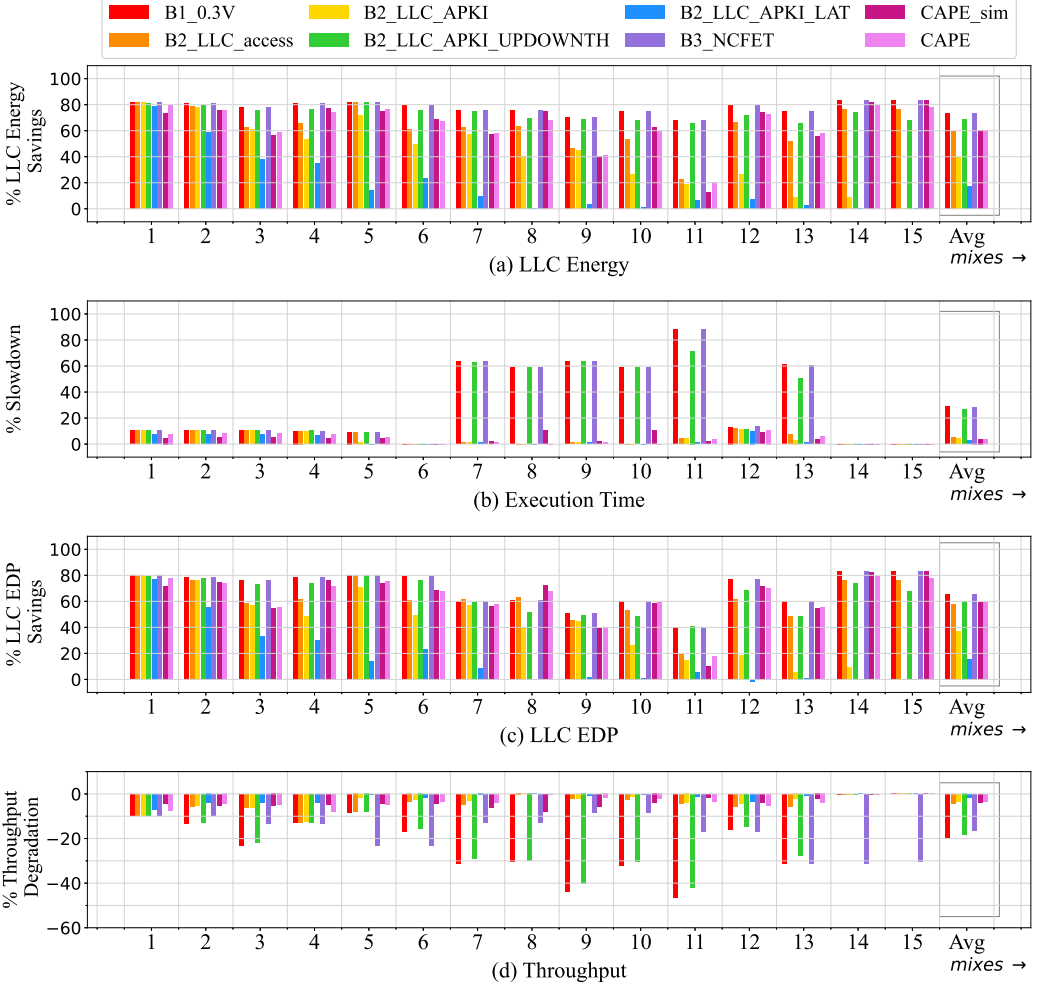 B1_0.3V B2_LLC_APKI B2_LLC_APKI_LAT CAPE_sim
B2_LLC_access B2_LLC_APKI_UPDOWNTH B3_NCFET CAPE
% LLC Energy
Savings
100
80
60
40
20
0
1 2 3 4 5 6 7 8 9 10 11 12 13 14 15 Avg
mixes →
(a) LLC Energy
% Slowdown
100
80
60
40
20
0
1 2 3 4 5 6 7 8 9 10 11 12 13 14 15 Avg
mixes →
(b) Execution Time
% LLC EDP
Savings
100
80
60
40
20
0
1 2 3 4 5 6 7 8 9 10 11 12 13 14 15 Avg
mixes →
(c) LLC EDP
% Throughput
Degradation
0
−20
−40
−60
1 2 3 4 5 6 7 8 9 10 11 12 13 14 15 Avg
mixes →
(d) Throughput